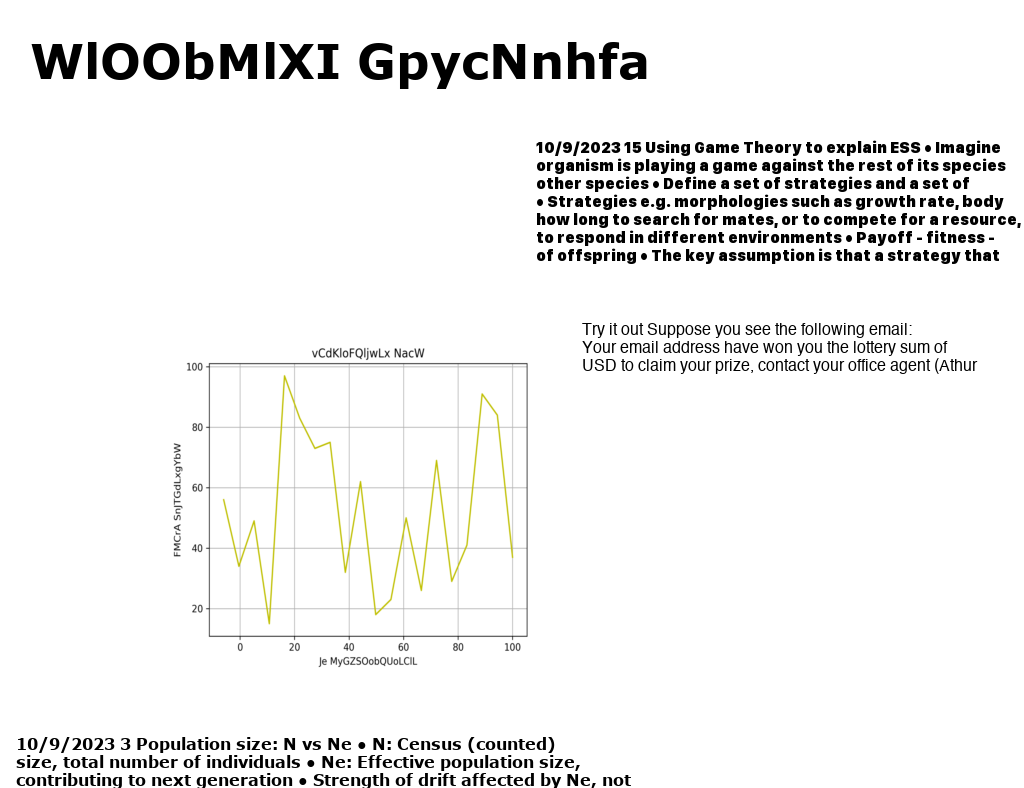 WlOObMlXI GpycNnhfa
10/9/2023 15 Using Game Theory to explain ESS • Imagine
organism is playing a game against the rest of its species
other species • Define a set of strategies and a set of
• Strategies e.g. morphologies such as growth rate, body
how long to search for mates, or to compete for a resource,
to respond in different environments • Payoff - fitness -
of offspring • The key assumption is that a strategy that
Try it out Suppose you see the following email:
Your email address have won you the lottery sum of
USD to claim your prize, contact your office agent (Athur
vCdKloFQljwLx NacW
100
80
60
40
20
FMCrA SnJTGdLxgYbW
0 20 40 60 80 100
Je MyGZSOobQUoLClL
10/9/2023 3 Population size: N vs Ne • N: Census (counted)
size, total number of individuals • Ne: Effective population size,
contributing to next generation • Strength of drift affected by Ne, not